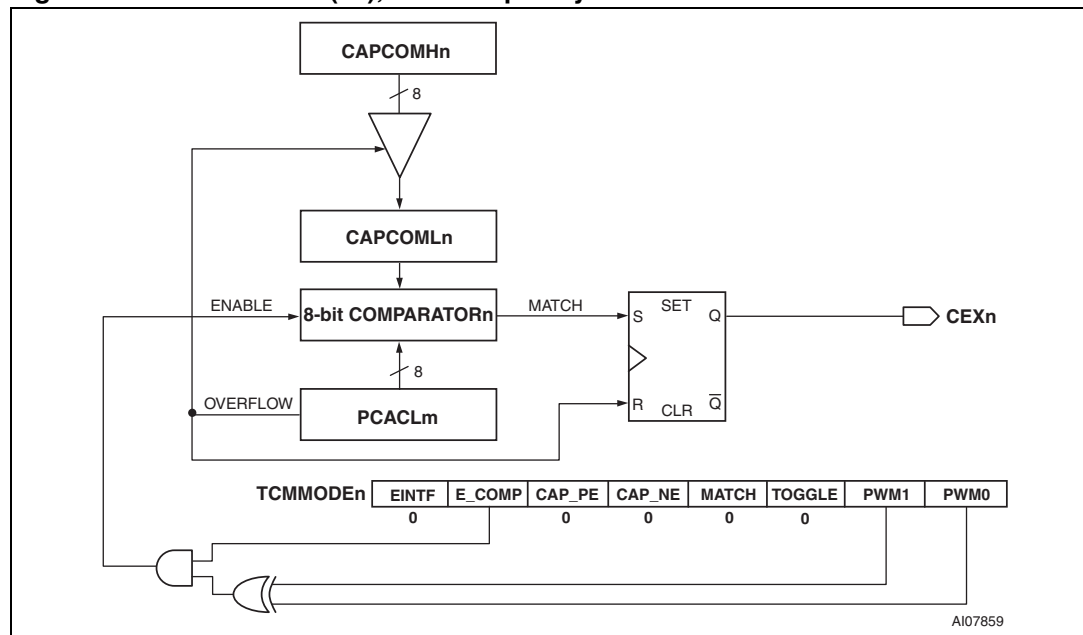 CAPCOMHn
8
CAPCOMLn
ENABLE
8-bit COMPARATORn
MATCH
S SET Q
CEXn
8
OVERFLOW
PCACLm
R CLR Q
TCMMODEn EINTF E_COMP CAP_PE CAP_NE MATCH TOGGLE PWM1 PWM0
0 0 0 0 0
AI07859